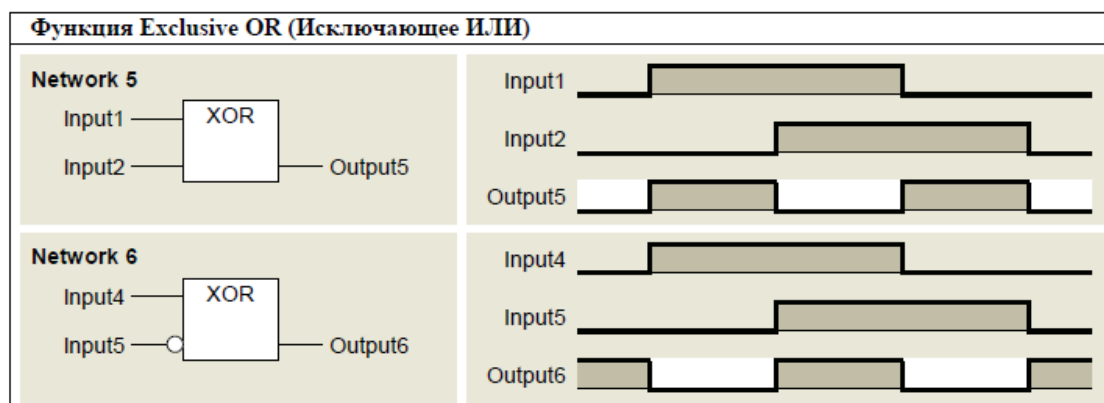 Функция Exclusive OR (Исключающее ИЛИ)
Network 5
Input1
XOR
Input2
Output5
Input1
Input2
Output5
Network 6
Input4
XOR
Input5
Output6
Input4
Input5
Output6